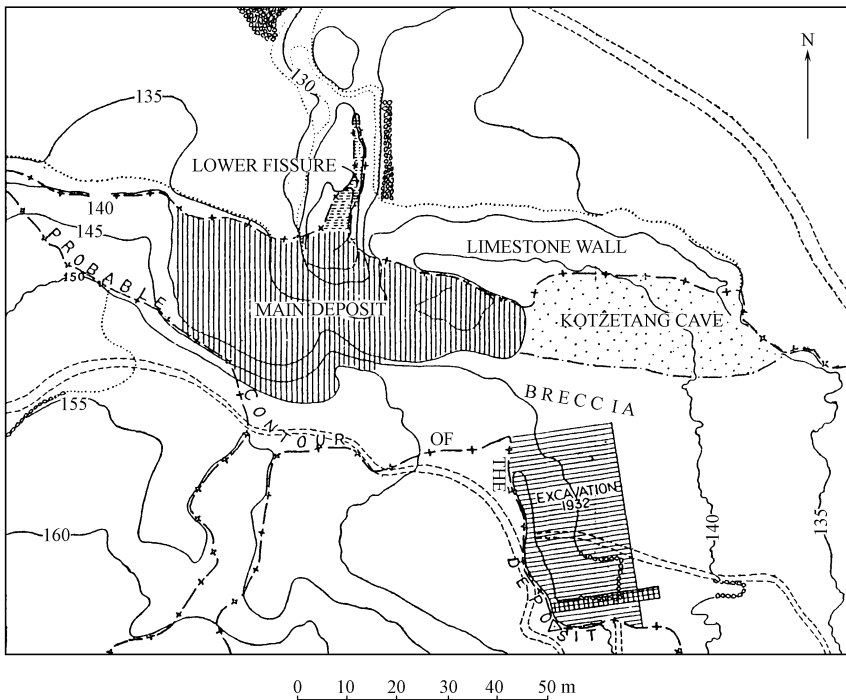 N
130
135
LOWER FISSURE
140
145
LIMESTONE WALL
150
MAIN DEPOSIT
KOTZETANG CAVE
155
BRECCIA
PROBABLE CONTOUR OF THE DEPOSIT
EXCAVATION
1932
160
140
135
0 10 20 30 40 50 m